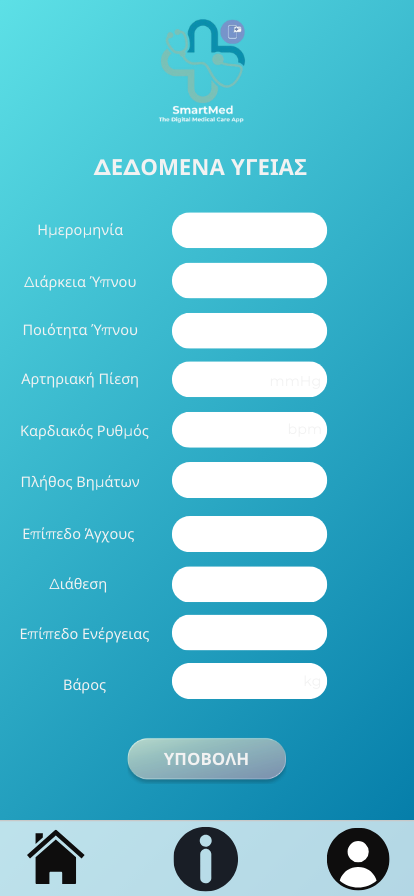 SmartMed
The Digital Medical Care App
ΔΕΔΟΜΕΝΑ ΥΓΕΙΑΣ
Ημερομηνία
Διάρκεια Ύπνου
Ποιότητα Ύπνου
Αρτηριακή Πίεση mmHg
Καρδιακός Ρυθμός bpm
Πλήθος Βημάτων
Επίπεδο Άγχους
Διάθεση
Επίπεδο Ενέργειας
Βάρος kg
ΥΠΟΒΟΛΗ